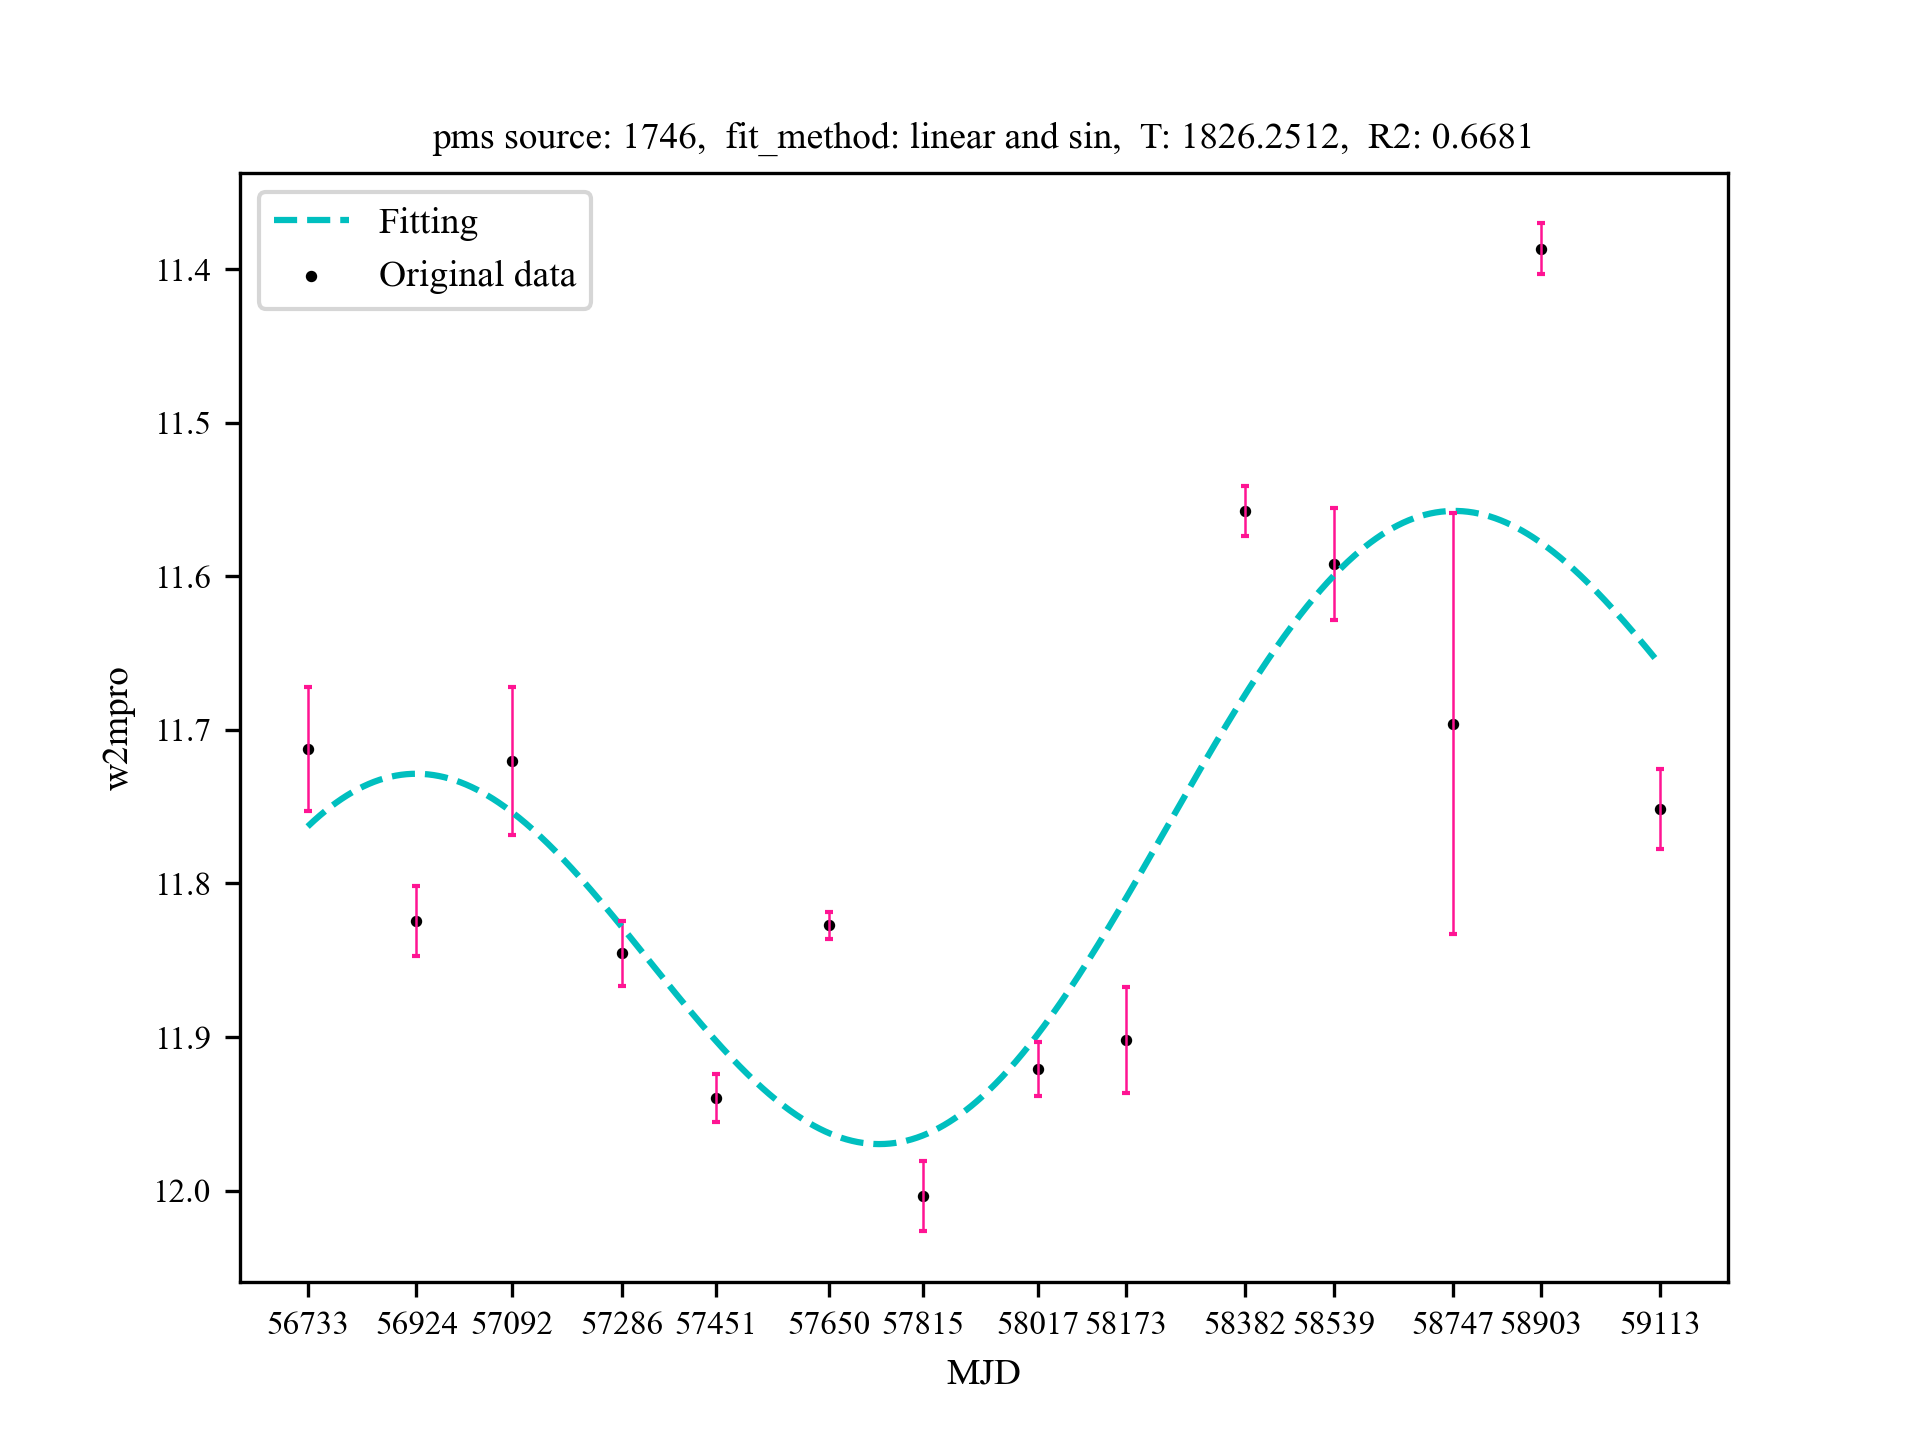 pms source: 1746, fit_method: linear and sin, T: 1826.2512, R2: 0.6681
Fitting
Original data
11.4
11.5
11.6
11.7
11.8
11.9
12.0
w2mpro
56733 56924 57092 57286 57451 57650 57815 58017 58173 58382 58539 58747 58903 59113
MJD